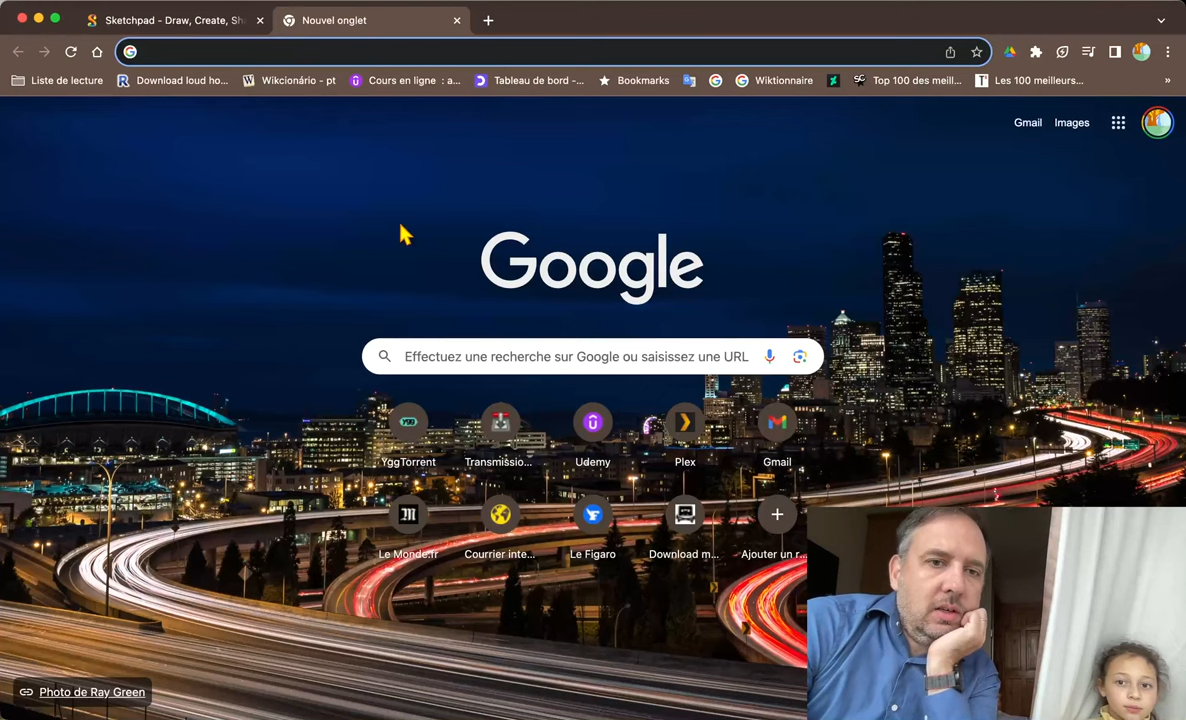 Sketchpad - Draw, Create, Sh
Nouvel onglet
Liste de lecture
Download loud ho...
Wikcionário - pt
Cours en ligne : a...
Tableau de bord -...
Bookmarks
Wiktionnaire
Top 100 des meill...
Les 100 meilleurs...
»
Gmail
Images
Google
Effectuez une recherche sur Google ou saisissez une URL
YggTorrent
Transmissio...
Udemy
Plex
Gmail
Le Monde.fr
Courrier inte...
Le Figaro
Download m...
Ajouter un r...
Photo de Ray Green